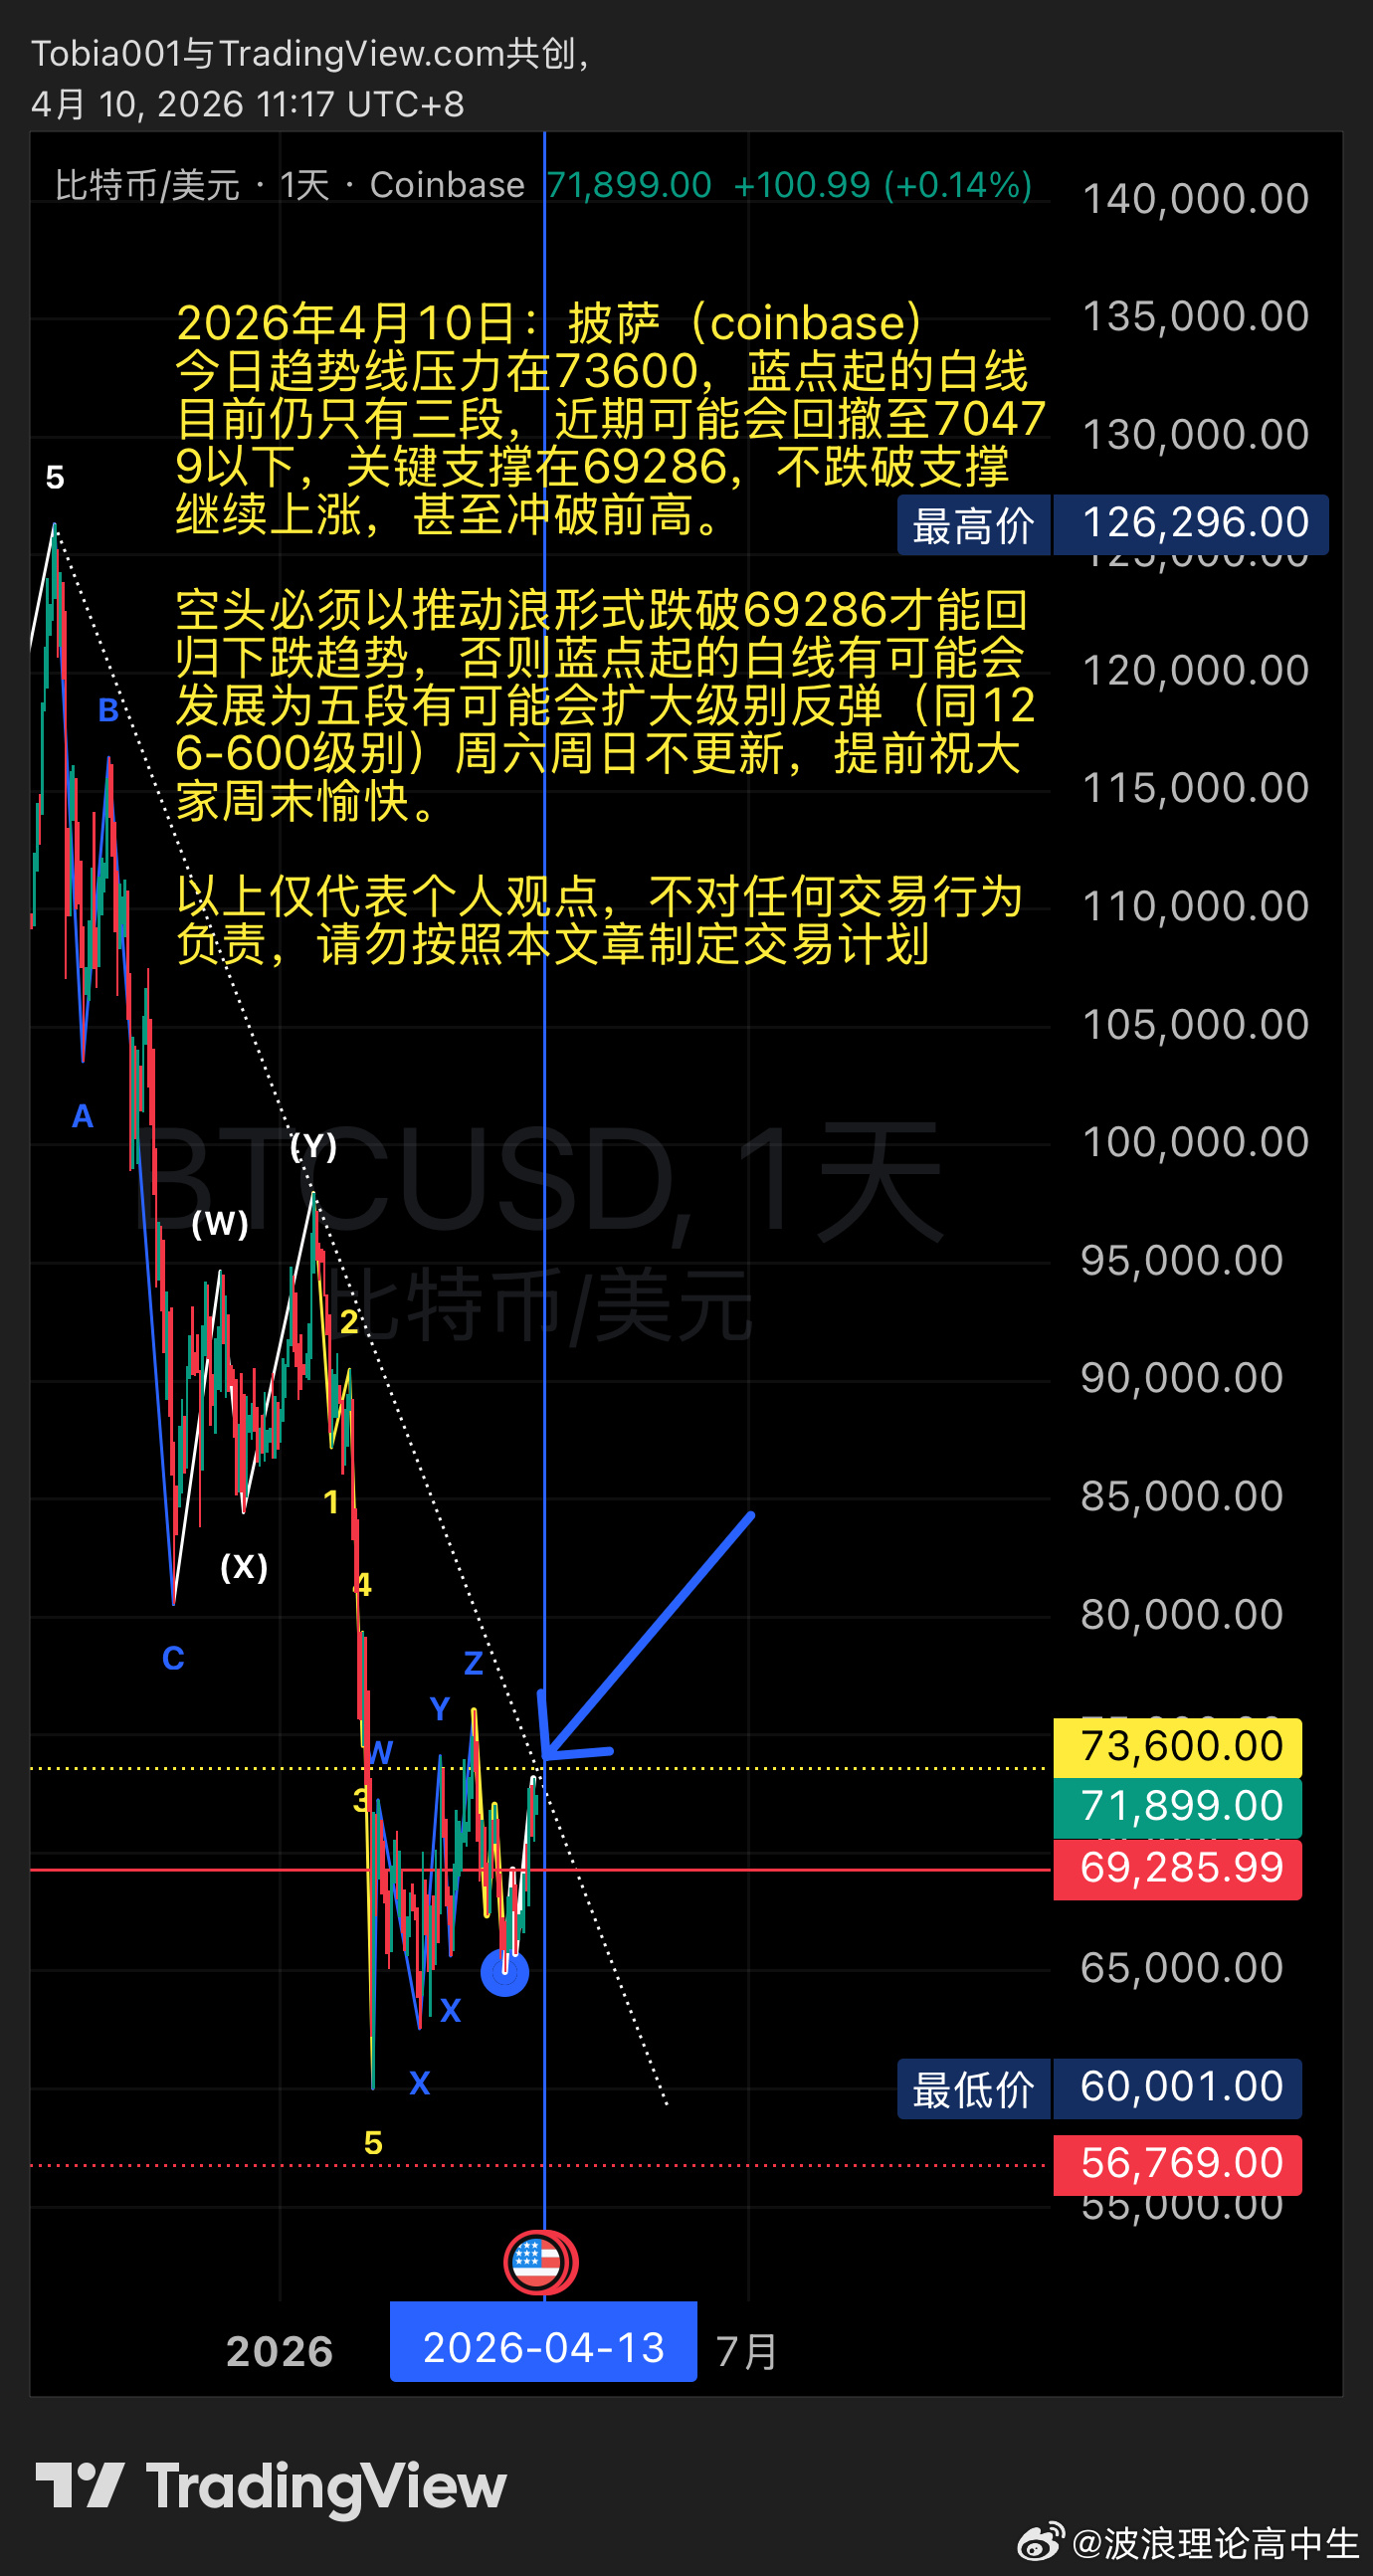 Tobia001与TradingView.com共创,
4月 10, 2026 11:17 UTC+8
比特币/美元 · 1天 · Coinbase 71,899.00 +100.99 (+0.14%)
140,000.00
2026年4月10日：披萨（coinbase）
今日趋势线压力在73600，蓝点起的白线
目前仍只有三段，近期可能会回撤至7047
9以下，关键支撑在69286，不跌破支撑
继续上涨，甚至冲破前高。
空头必须以推动浪形式跌破69286才能回
归下跌趋势，否则蓝点起的白线有可能会
发展为五段有可能会扩大级别反弹（同12
6-600级别）周六周日不更新，提前祝大
家周末愉快。
以上仅代表个人观点，不对任何交易行为
负责，请勿按照本文章制定交易计划
135,000.00
130,000.00
最高价 126,296.00
125,000.00
120,000.00
115,000.00
110,000.00
105,000.00
100,000.00
95,000.00
90,000.00
85,000.00
80,000.00
73,600.00
71,899.00
69,285.99
65,000.00
最低价 60,001.00
56,769.00
55,000.00
5
B
A
BTCUSD, 1天
比特币/美元
(Y)
(W)
2
1
(X)
4
C
Z
Y
W
3
X
X
5
2026
2026-04-13
7月
TradingView
@波浪理论高中生